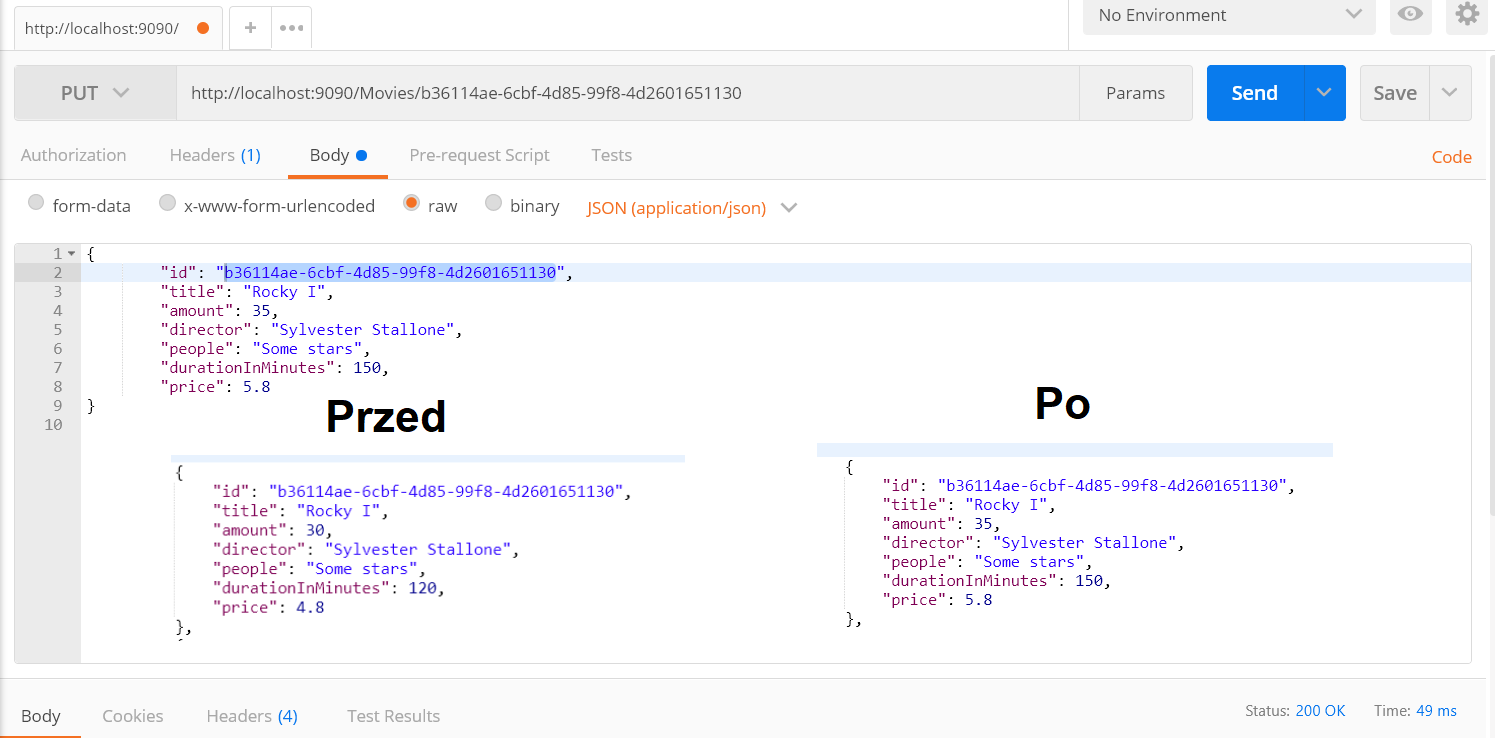 http://localhost:9090/
+
No Environment
PUT
http://localhost:9090/Movies/b36114ae-6cbf-4d85-99f8-4d2601651130
Params
Send
Save
Authorization
Headers (1)
Body
Pre-request Script
Tests
Code
form-data
x-www-form-urlencoded
raw
binary
JSON (application/json)
1 {
2 "id": "b36114ae-6cbf-4d85-99f8-4d2601651130",
3 "title": "Rocky I",
4 "amount": 35,
5 "director": "Sylvester Stallone",
6 "people": "Some stars",
7 "durationInMinutes": 150,
8 "price": 5.8
9 }
10
Przed
{
"id": "b36114ae-6cbf-4d85-99f8-4d2601651130",
"title": "Rocky I",
"amount": 30,
"director": "Sylvester Stallone",
"people": "Some stars",
"durationInMinutes": 120,
"price": 4.8
},
Po
{
"id": "b36114ae-6cbf-4d85-99f8-4d2601651130",
"title": "Rocky I",
"amount": 35,
"director": "Sylvester Stallone",
"people": "Some stars",
"durationInMinutes": 150,
"price": 5.8
},
Body
Cookies
Headers (4)
Test Results
Status: 200 OK
Time: 49 ms